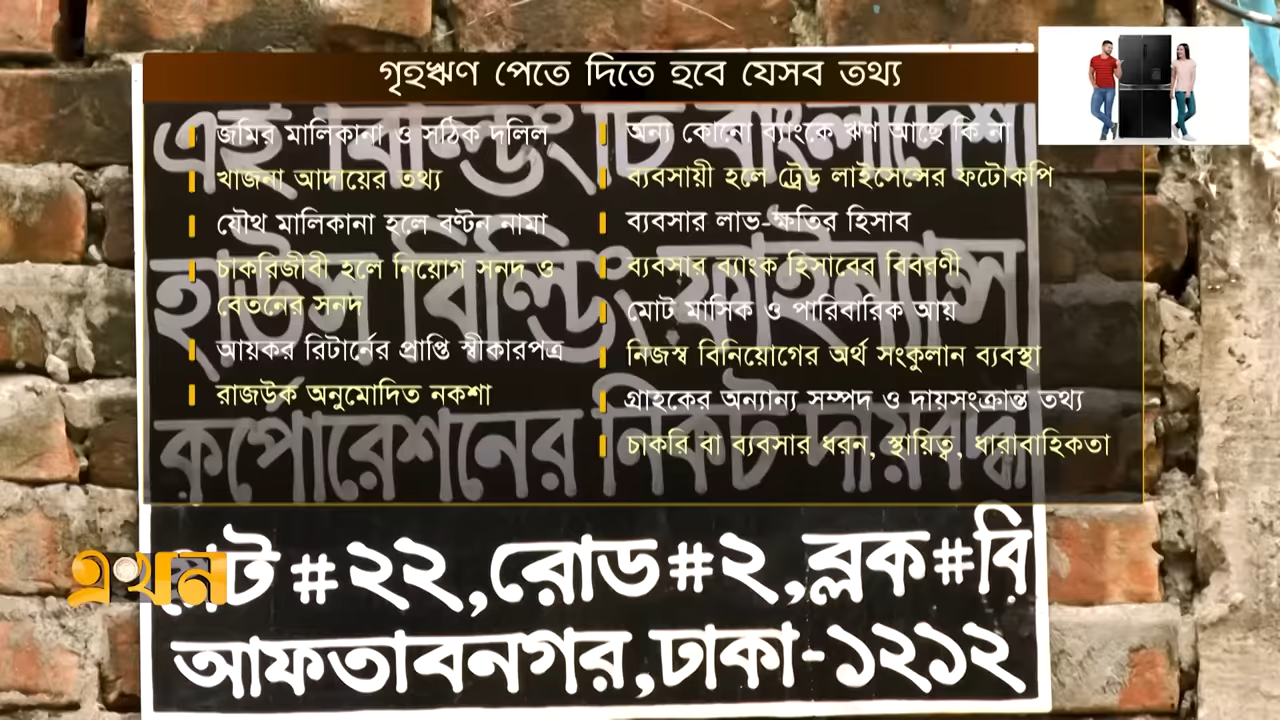 গৃহঋণ পেতে দিতে হবে যেসব তথ্য
জমির মালিকানা ও সঠিক দলিল
খাজনা আদায়ের তথ্য
যৌথ মালিকানা হলে বণ্টন নামা
চাকরিজীবী হলে নিয়োগ সনদ ও
বেতনের সনদ
আয়কর রিটার্নের প্রাপ্তি স্বীকারপত্র
রাজউক অনুমোদিত নকশা
অন্য কোনো ব্যাংকে ঋণ আছে কি না
ব্যবসায়ী হলে ট্রেড লাইসেন্সের ফটোকপি
ব্যবসার লাভ-ক্ষতির হিসাব
ব্যবসার ব্যাংক হিসাবের বিবরণী
মোট মাসিক ও পারিবারিক আয়
নিজস্ব বিনিয়োগের অর্থ সংকুলান ব্যবস্থা
গ্রাহকের অন্যান্য সম্পদ ও দায়সংক্রান্ত তথ্য
চাকরি বা ব্যবসার ধরন, স্থায়িত্ব, ধারাবাহিকতা
এই বিল্ডিংটি বাংলাদেশ
হাউস বিল্ডিং ফাইন্যান্স
কর্পোরেশনের নিকট দায়বদ্ধ
#২২,রোড#২,ব্লক#বি
আফতাবনগর,ঢাকা-১২১২
এখন